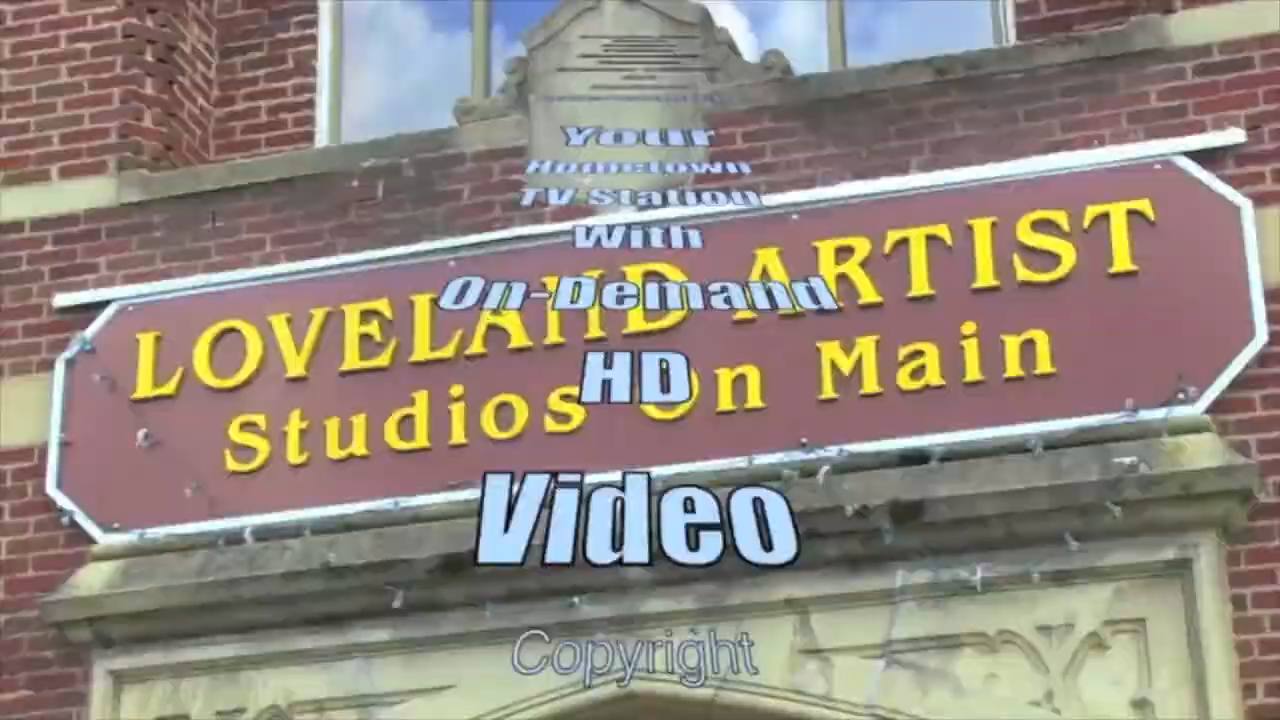 Your
Hometown
TV Station
With
On-Demand
HD
Video
Copyright
LOVELAND ARTIST
Studios On Main